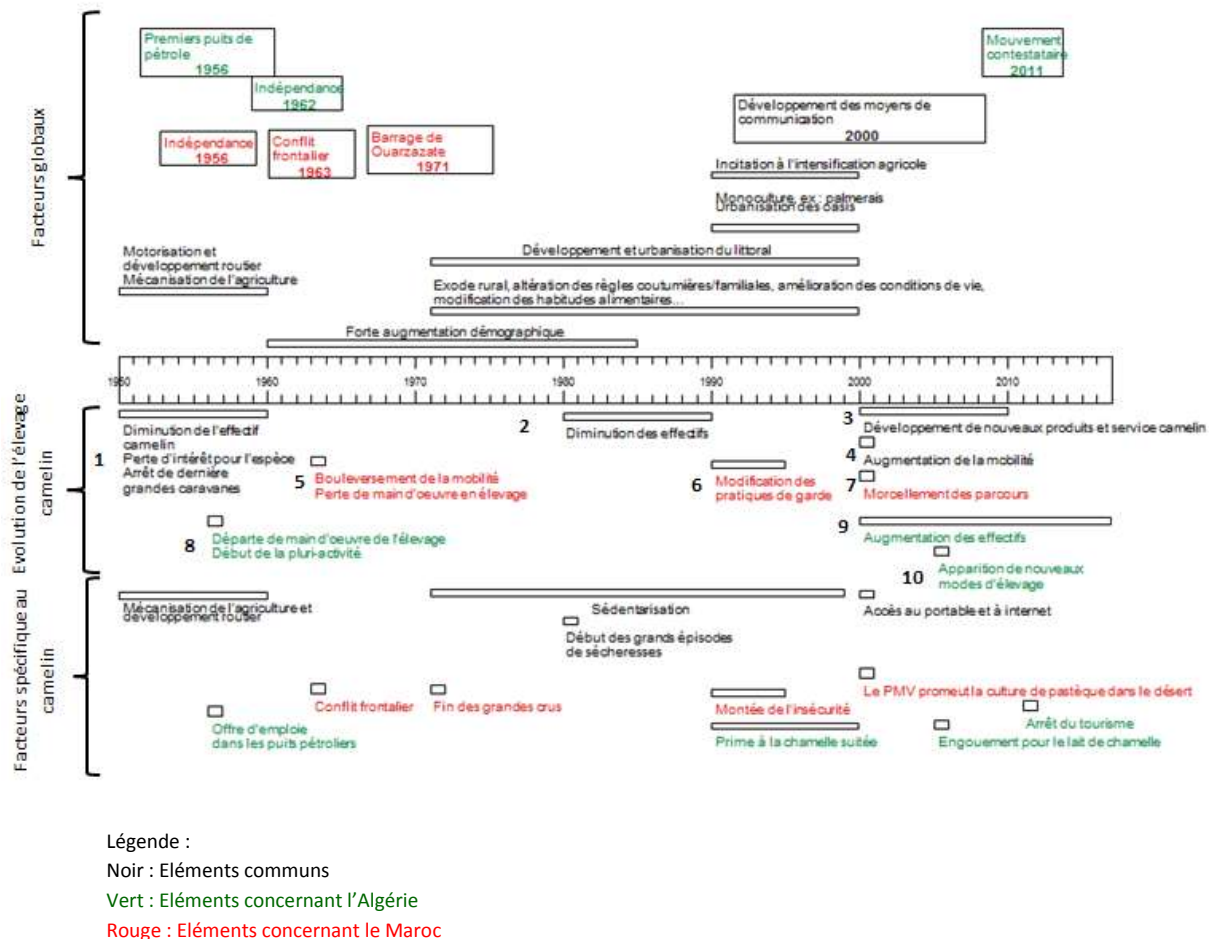 Facteurs globaux
Premiers puits de
pétrole
1956
Indépendance
1962
Mouvement
contestataire
2011
Indépendance
1956
Conflit
frontalier
1963
Barrage de
Ouarzazate
1971
Développement des moyens de
communication
2000
Incitation à l'intensification agricole
Monoculture, ex : palmerais
Urbanisation des oasis
Motorisation et
développement routier
Mécanisation de l'agriculture
Développement et urbanisation du littoral
Exode rural, altération des règles coutumières/familiales, amélioration des conditions de vie,
modification des habitudes alimentaires...
Forte augmentation démographique
1950 1960 1970 1980 1990 2000 2010
Evolution de l'élevage
camelin
1
Diminution de l'effectif
camelin
Perte d'intérêt pour l'espèce
Arrêt de dernière
grandes caravanes
2
Diminution des effectifs
3
Développement de nouveaux produits et service camelin
4
Augmentation de la mobilité
5
Bouleversement de la mobilité
Perte de main d'oeuvre en élevage
6
Modification des
pratiques de garde
7
Morcellement des parcours
8
Départe de main d'oeuvre de l'élevage
Début de la pluri-activité
9
Augmentation des effectifs
10
Apparition de nouveaux
modes d'élevage
Facteurs spécifique au
camelin
Mécanisation de l'agriculture et
développement routier
Sédentarisation
Accès au portable et à internet
Début des grands épisodes
de sécheresses
Conflit frontalier
Fin des grandes crus
Montée de l'insécurité
Le PMV promeut la culture de pastèque dans le désert
Offre d'emploie
dans les puits pétroliers
Prime à la chamelle suitée
Arrêt du tourisme
Engouement pour le lait de chamelle
Légende :
Noir : Eléments communs
Vert : Eléments concernant l'Algérie
Rouge : Eléments concernant le Maroc